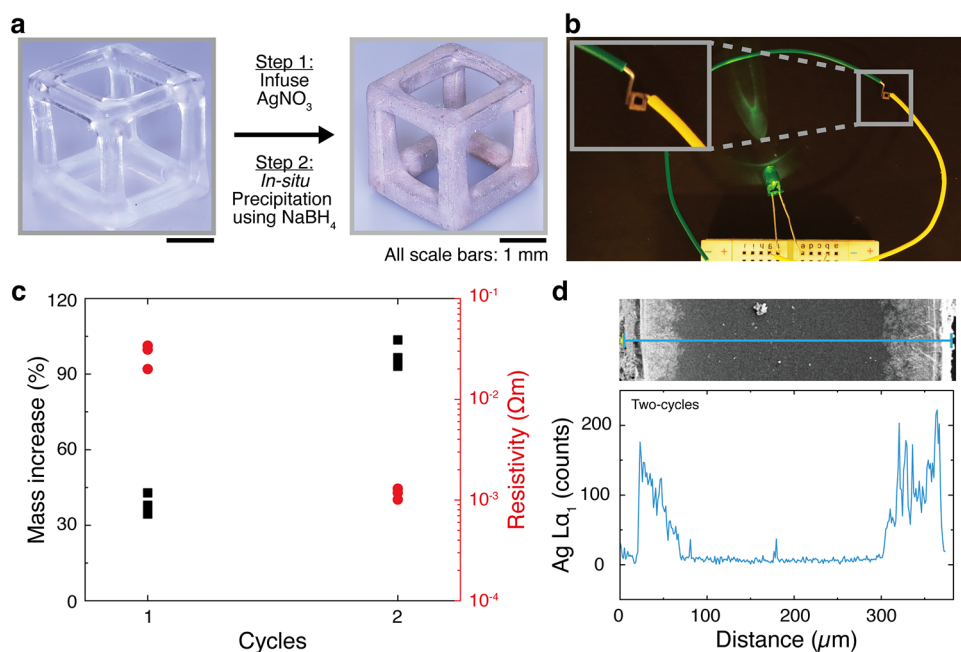 a
Step 1:
Infuse
AgNO3
Step 2:
In-situ
Precipitation
using NaBH4
All scale bars: 1 mm
b
+
abcde
+
c
Mass increase (%)
120
90
60
30
0
1
2
Cycles
10⁻¹
10⁻²
10⁻³
10⁻⁴
Resistivity (Ωm)
d
Two-cycles
Ag Lα1 (counts)
200
100
0
0
100
200
300
Distance (µm)